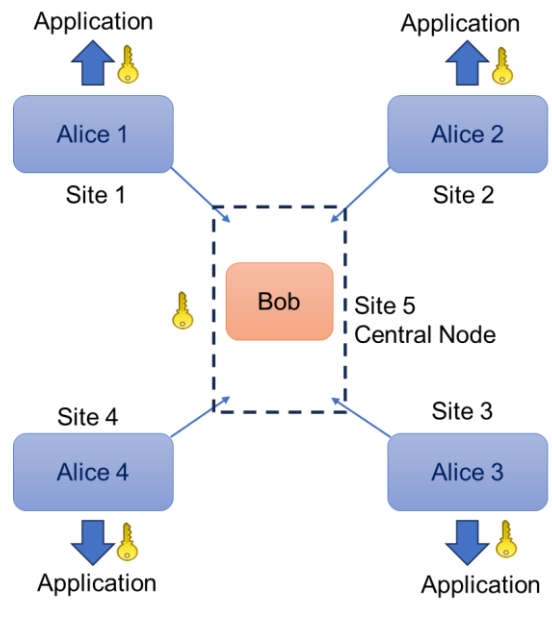 Application
Application
Alice 1
Alice 2
Site 1
Site 2
Bob
Site 5
Central Node
Site 4
Site 3
Alice 4
Alice 3
Application
Application